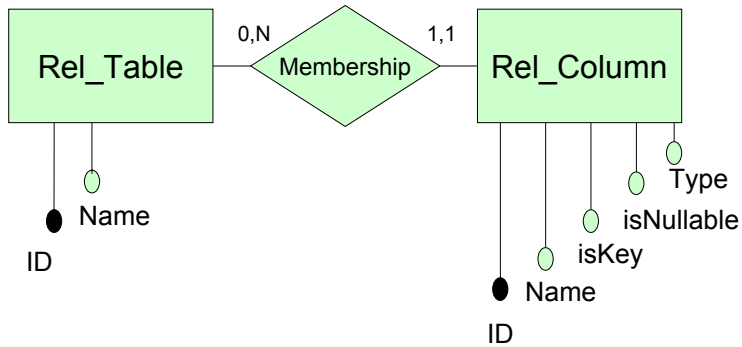 0,N
1,1
Rel_Table
Membership
Rel_Column
Name
ID
Type
isNullable
isKey
Name
ID